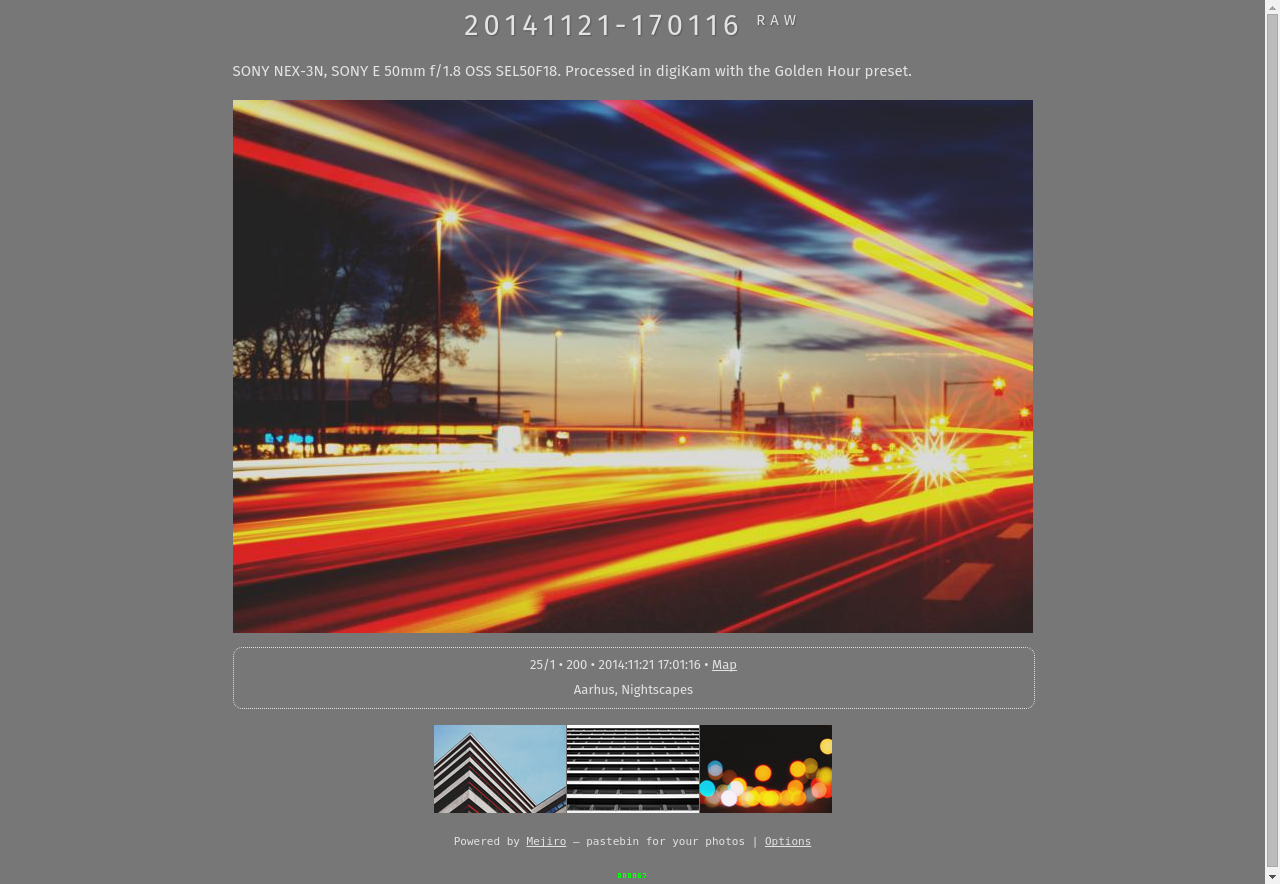 20141121-170116 RAW
SONY NEX-3N, SONY E 50mm f/1.8 OSS SEL50F18. Processed in digiKam with the Golden Hour preset.
25/1 • 200 • 2014:11:21 17:01:16 • Map
Aarhus, Nightscapes
Powered by Mejiro — pastebin for your photos | Options